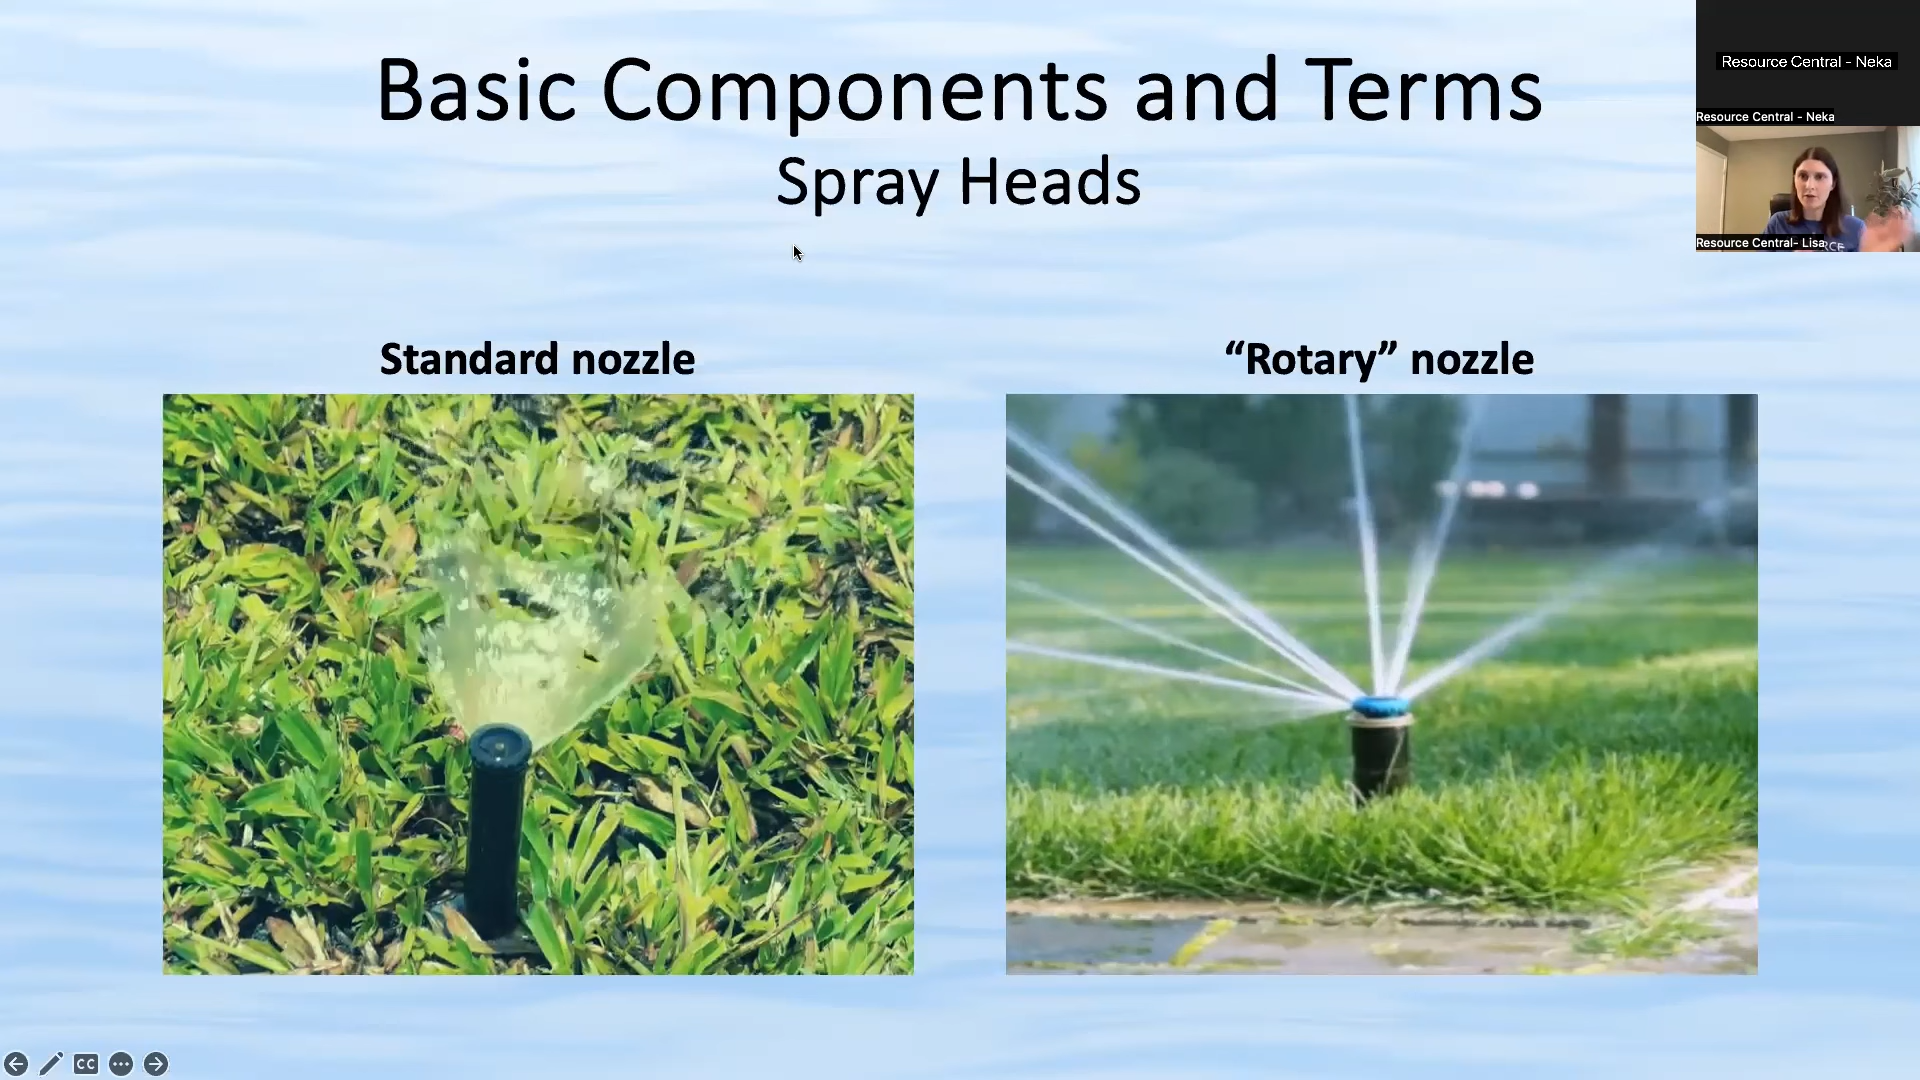 Basic Components and Terms
Spray Heads
Resource Central - Neka
Resource Central - Neka
Resource Central- Lisa
RCE
Standard nozzle
“Rotary” nozzle
CC